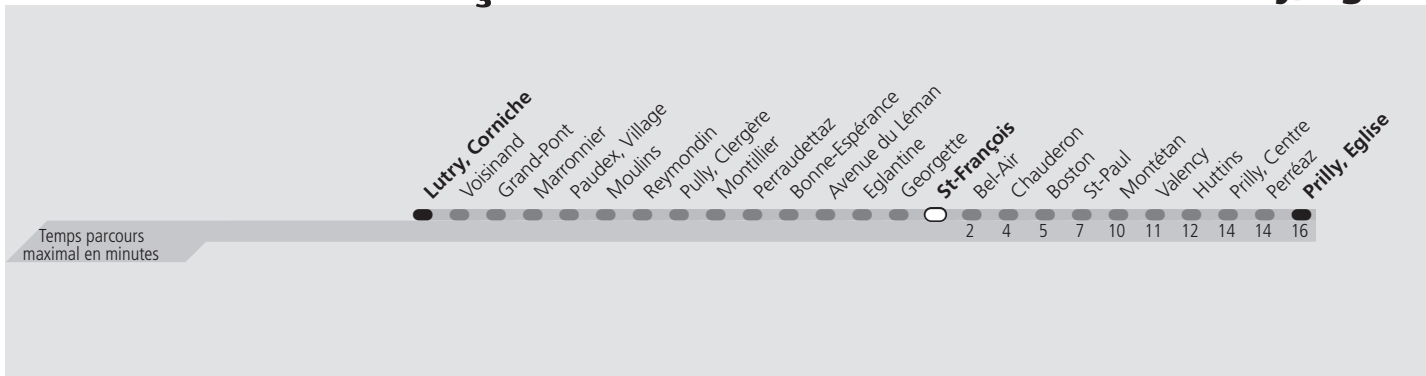 Lutry, Corniche
Voisinand
Grand-Pont
Marronnier
Paudex, Village
Moulins
Reymondin
Pully, Clergère
Montillier
Perraudettaz
Bonne-Espérance
Avenue du Léman
Eglantine
Georgette
St-François
Bel-Air
Chauderon
Boston
St-Paul
Montétan
Valency
Huttins
Prilly, Centre
Perréaz
Prilly, Eglise
Temps parcours
maximal en minutes
2 4 5 7 10 11 12 14 14 16